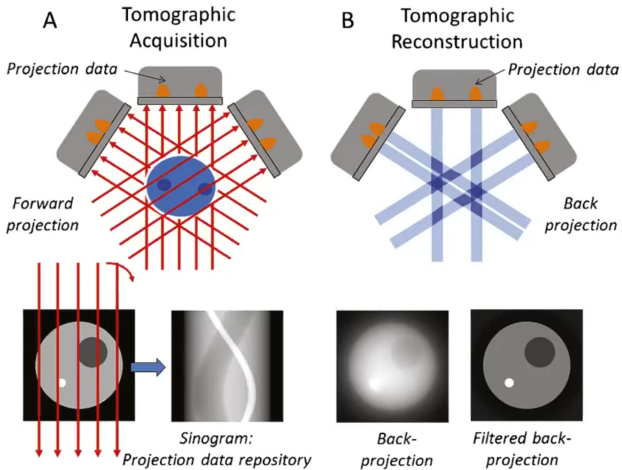 A
Tomographic
Acquisition
Projection data
Forward
projection
Sinogram:
Projection data repository
B
Tomographic
Reconstruction
Projection data
Back
projection
Back-
projection
Filtered back-
projection